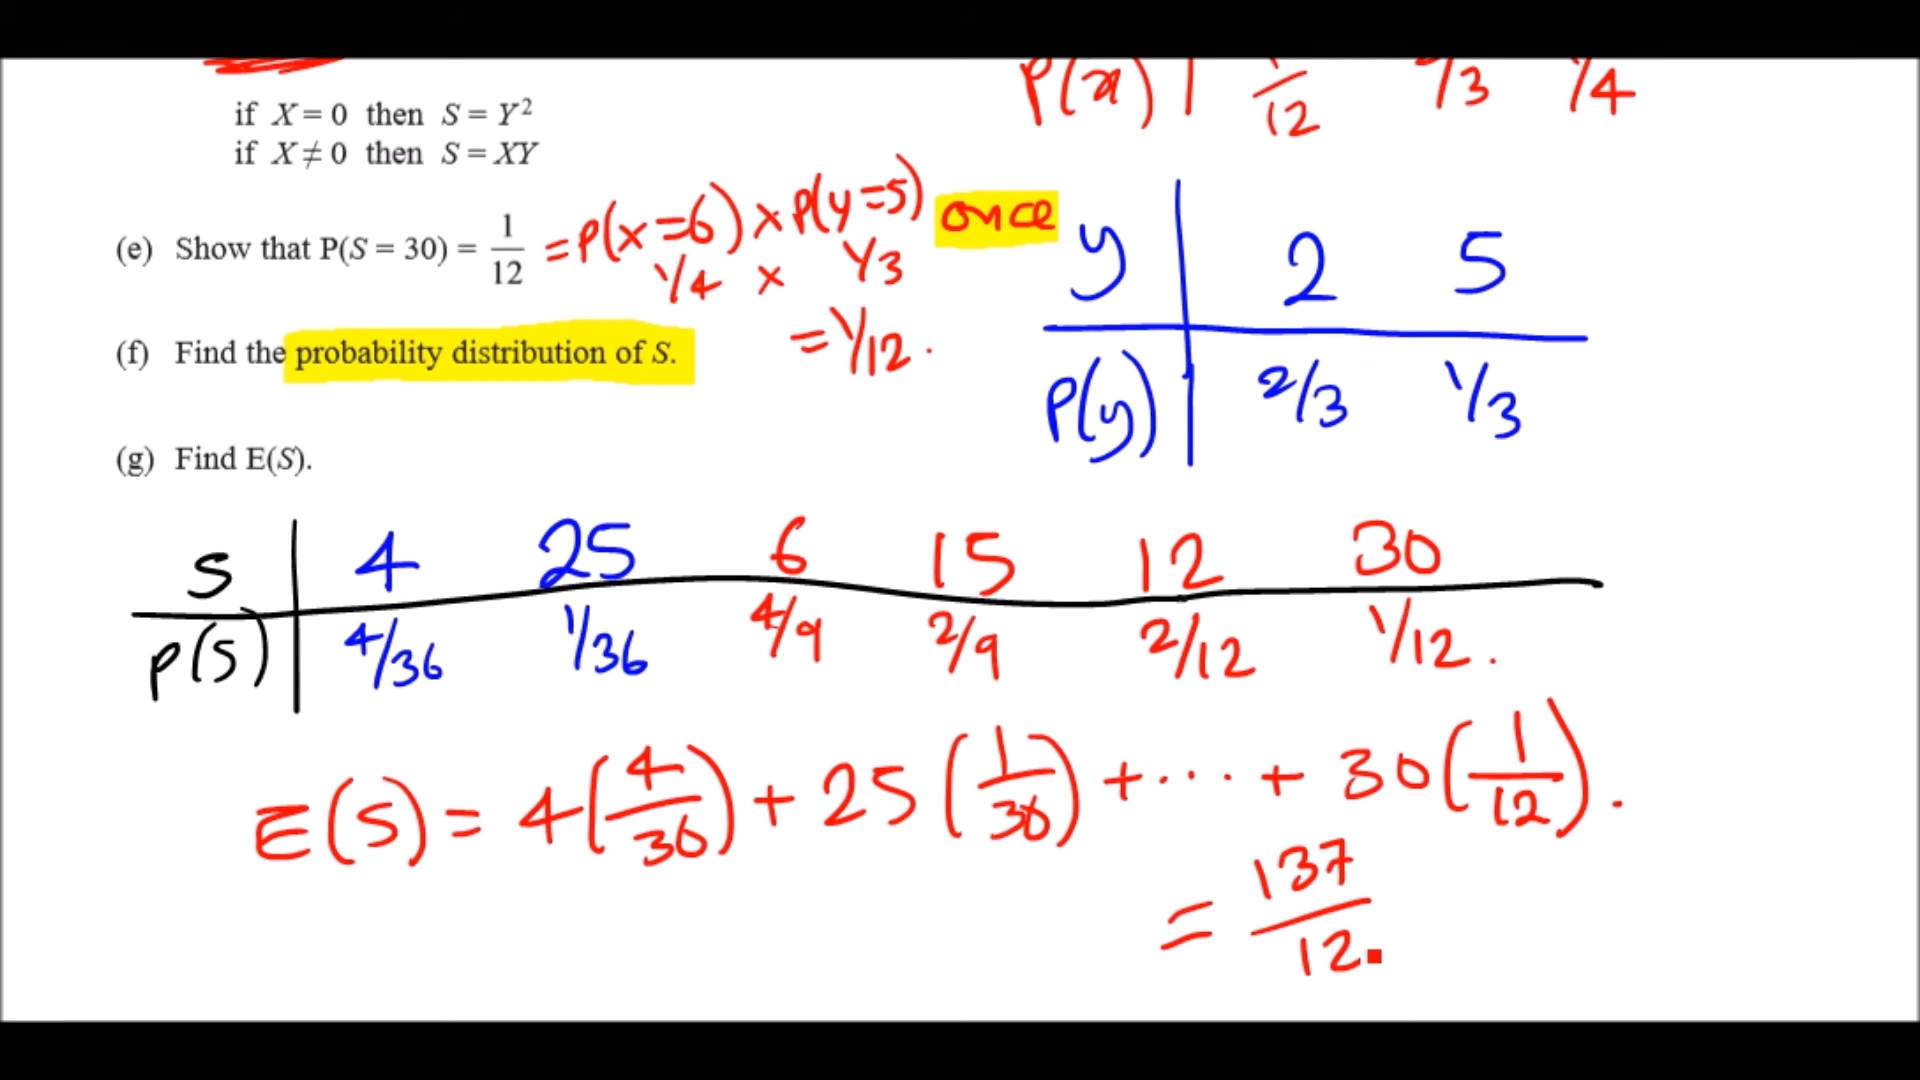 P(x) 1/12 2/3 1/4
if X = 0 then S = Y²
if X ≠ 0 then S = XY
(e) Show that P(S = 30) = 1/12 = P(x=6) × P(y=5) once
1/4 × 1/3
= 1/12.
y 2 5
P(y) 2/3 1/3
(f) Find the probability distribution of S.
(g) Find E(S).
S 4 25 6 15 12 30
P(S) 4/36 1/36 4/9 2/9 2/12 1/12.
E(S) = 4(4/36) + 25(1/36) + ... + 30(1/12).
= 137/12.